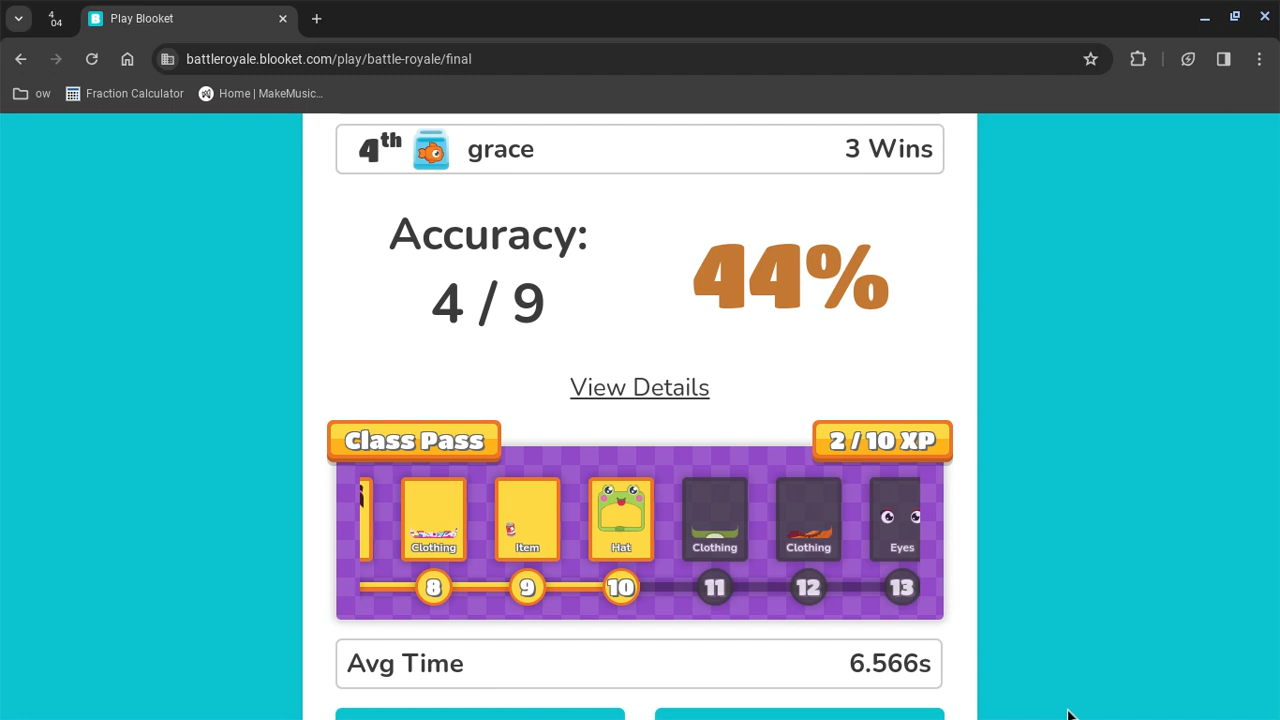 4
04
Play Blooket
battleroyale.blooket.com/play/battle-royale/final
ow
Fraction Calculator
Home | MakeMusic...
4th grace 3 Wins
Accuracy:
4 / 9
44%
View Details
Class Pass
2 / 10 XP
Clothing
Item
Hat
Clothing
Clothing
Eyes
8
9
10
11
12
13
Avg Time 6.566s